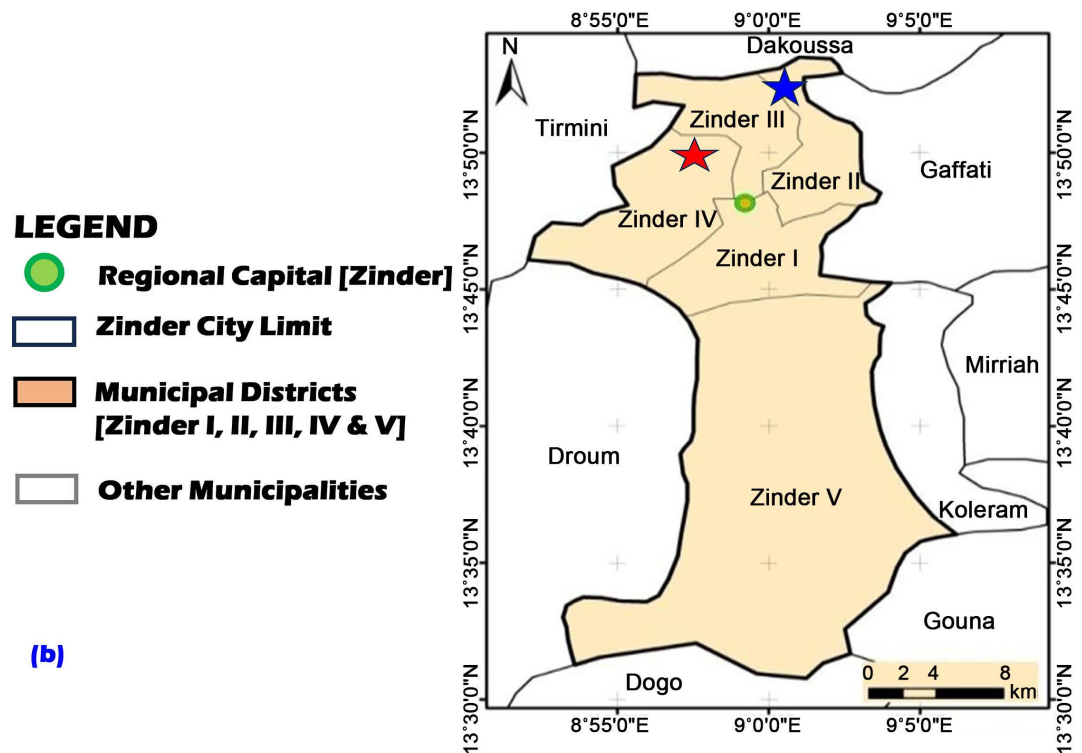 8°55'0"E 9°0'0"E 9°5'0"E
N
Dakoussa
Tirmini
Zinder III
13°50'0"N
13°50'0"N
Gaffati
Zinder II
Zinder IV
LEGEND
Zinder I
Regional Capital [Zinder]
13°45'0"N
13°45'0"N
Zinder City Limit
Mirriah
Municipal Districts
[Zinder I, II, III, IV & V]
13°40'0"N
13°40'0"N
Droum
Other Municipalities
Zinder V
Koleram
13°35'0"N
13°35'0"N
Gouna
(b)
Dogo
0 2 4 8
km
13°30'0"N
13°30'0"N
8°55'0"E 9°0'0"E 9°5'0"E